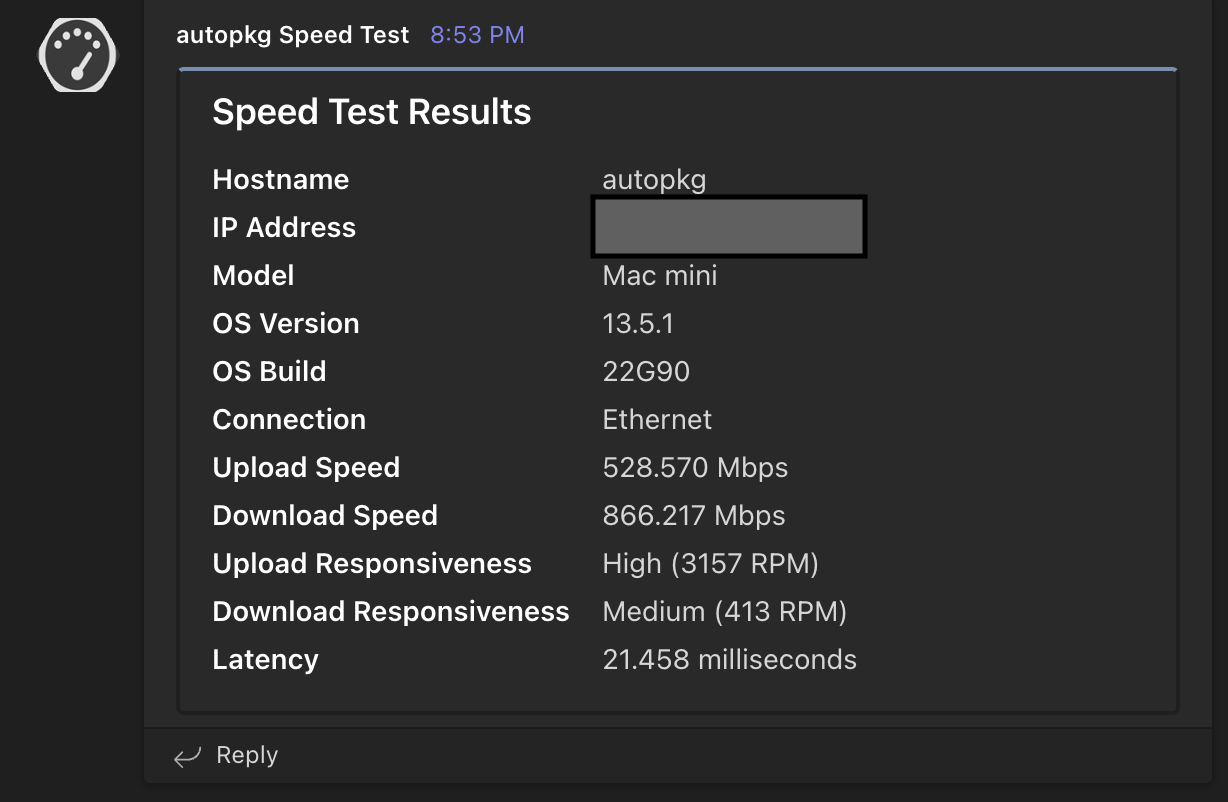 autopkg Speed Test 8:53 PM
Speed Test Results
Hostname autopkg
IP Address
Model Mac mini
OS Version 13.5.1
OS Build 22G90
Connection Ethernet
Upload Speed 528.570 Mbps
Download Speed 866.217 Mbps
Upload Responsiveness High (3157 RPM)
Download Responsiveness Medium (413 RPM)
Latency 21.458 milliseconds
Reply